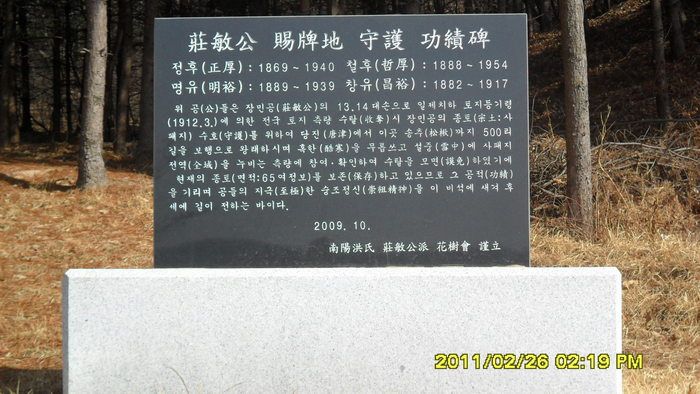 莊敏公 賜牌地 守護 功績碑
정후(正厚) : 1869 ~ 1940 철후(哲厚) : 1888 ~ 1954
명유(明裕) : 1889 ~ 1939 창유(昌裕) : 1882 ~ 1917
위 공(公)들은 장민공(莊敏公)의 13.14대손으로 일제치하 토지등기령
(1912.3.)에 의한 전국 토지 측량 수탈(收奪)시 장민공의 종토(宗土:사
패지) 수호(守護)를 위하여 당진(唐津)에서 이곳 송추(松楸)까지 500리
길을 보행으로 왕래하시며 혹한(酷寒)을 무릅쓰고 설중(雪中)에 사패지
전역(全域)을 누비는 측량에 참여·확인하여 수탈을 모면(謀免)하였기에
현재의 종토(면적:65여정보)를 보존(保存)하고 있으므로 그 공적(功績)
을 기리며 공들의 지극(至極)한 숭조정신(崇祖精神)을 이 비석에 새겨 후
세에 길이 전하는 바이다.
2009. 10.
南陽洪氏 莊敏公派 花樹會 謹立
2011/02/26 02:19 PM